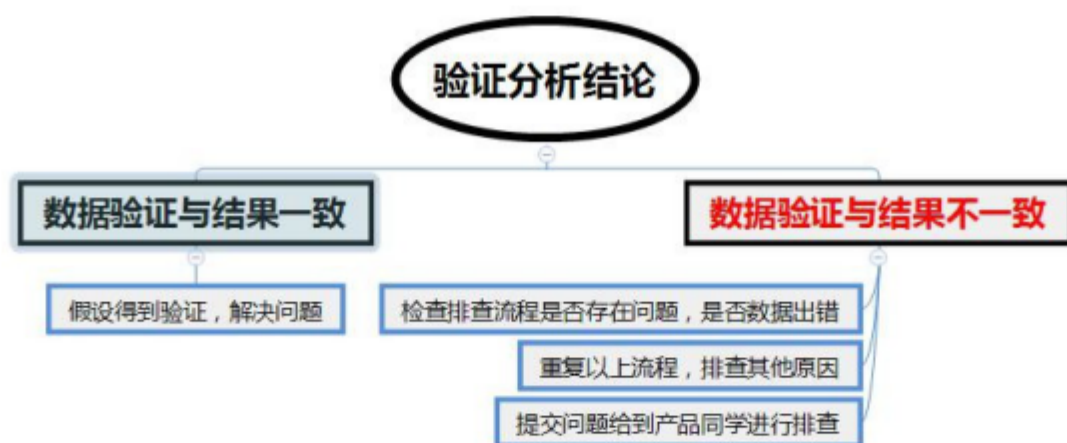 验证分析结论
数据验证与结果一致
数据验证与结果不一致
假设得到验证，解决问题
检查排查流程是否存在问题，是否数据出错
重复以上流程，排查其他原因
提交问题给到产品同学进行排查